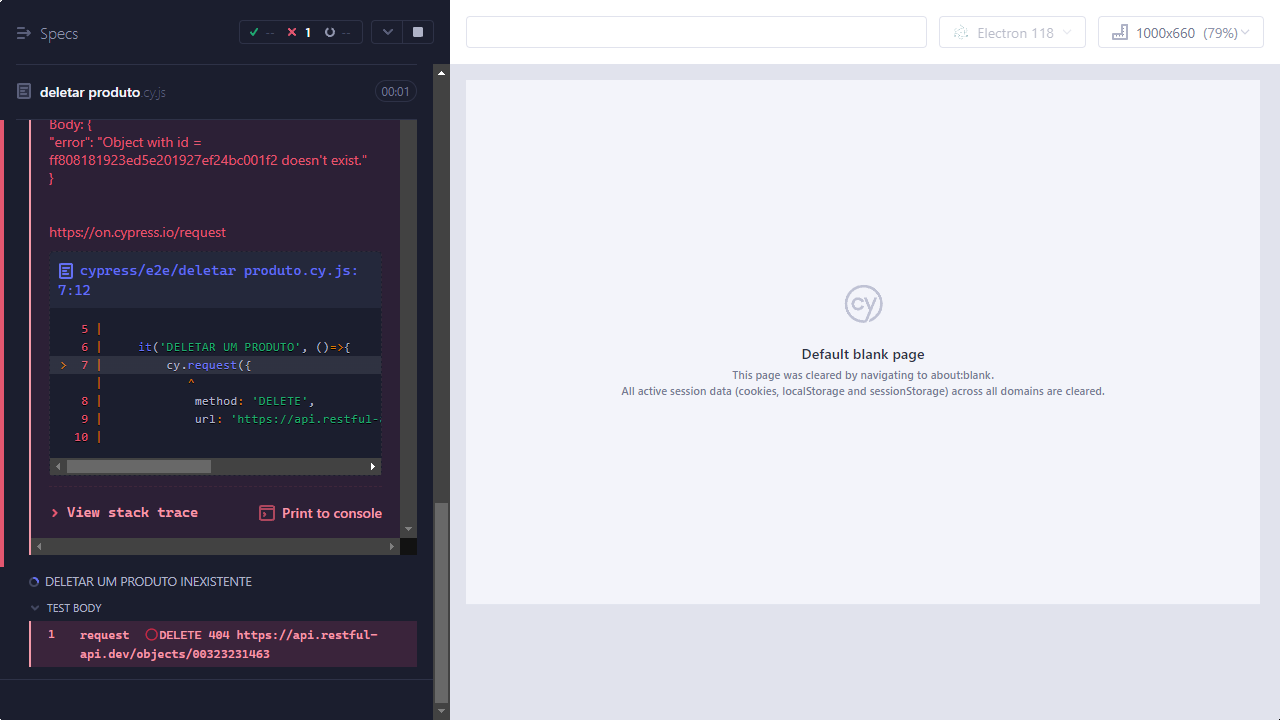 Specs
-- 1 --
Electron 118
1000x660 (79%)
deletar produto.cy.js
00:01
Body: {
"error": "Object with id =
ff808181923ed5e201927ef24bc001f2 doesn't exist."
}
https://on.cypress.io/request
cypress/e2e/deletar produto.cy.js:
7:12
5 |
6 | it('DELETAR UM PRODUTO', ()=>{
> 7 | cy.request({
| ^
8 | method: 'DELETE',
9 | url: 'https://api.restful-a
10 |
View stack trace
Print to console
DELETAR UM PRODUTO INEXISTENTE
TEST BODY
1 request DELETE 404 https://api.restful-
api.dev/objects/00323231463
cy
Default blank page
This page was cleared by navigating to about:blank.
All active session data (cookies, localStorage and sessionStorage) across all domains are cleared.